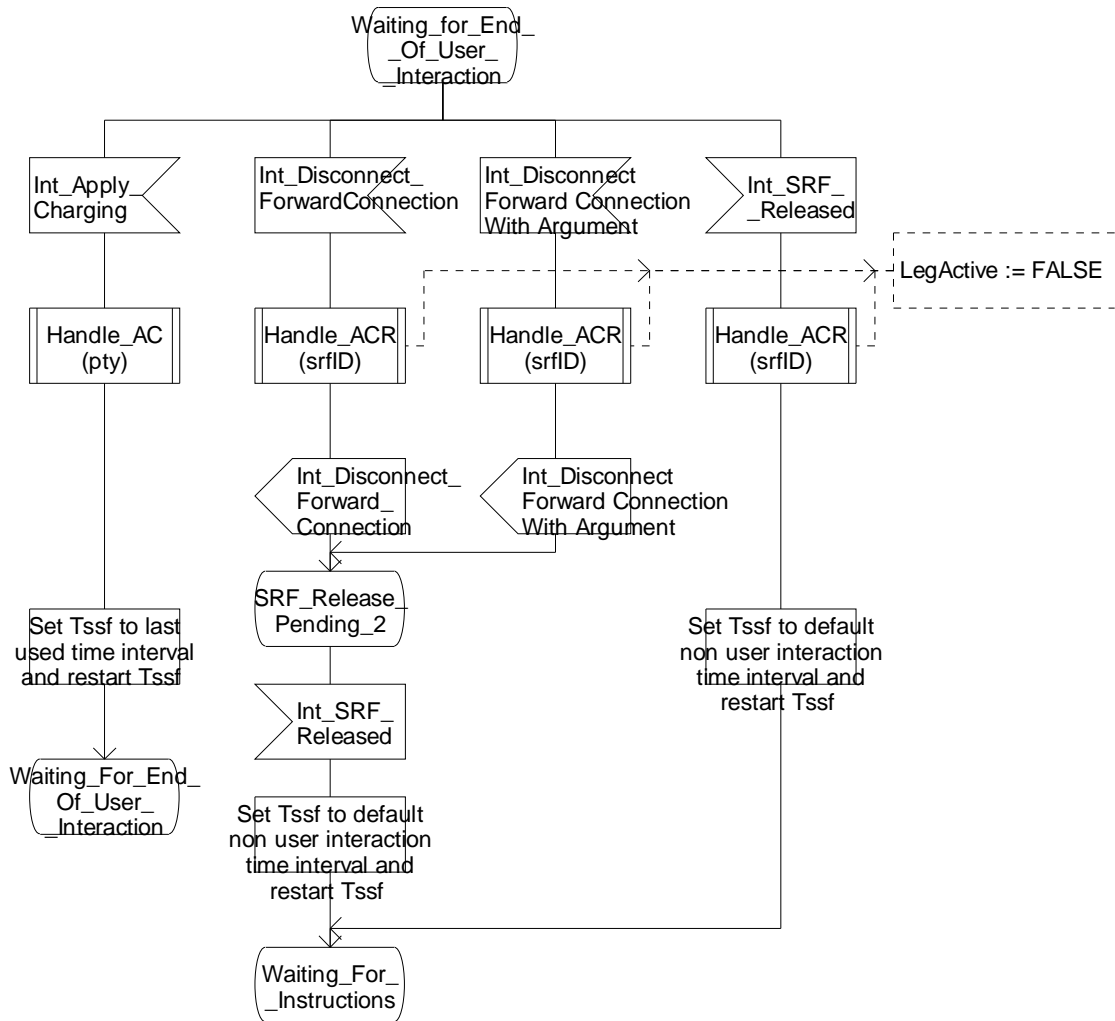 Waiting_for_End_
_Of_User_
_Interaction
Int_Apply_
Charging
Int_Disconnect_
ForwardConnection
Int_Disconnect
Forward Connection
With Argument
Int_SRF_
_Released
LegActive := FALSE
Handle_AC
(pty)
Handle_ACR
(srfID)
Handle_ACR
(srfID)
Handle_ACR
(srfID)
Int_Disconnect_
Forward_
Connection
Int_Disconnect
Forward Connection
With Argument
SRF_Release_
Pending_2
Set Tssf to last
used time interval
and restart Tssf
Set Tssf to default
non user interaction
time interval and
restart Tssf
Int_SRF_
Released
Waiting_For_End_
_Of_User_
_Interaction
Set Tssf to default
non user interaction
time interval and
restart Tssf
Waiting_For_
_Instructions